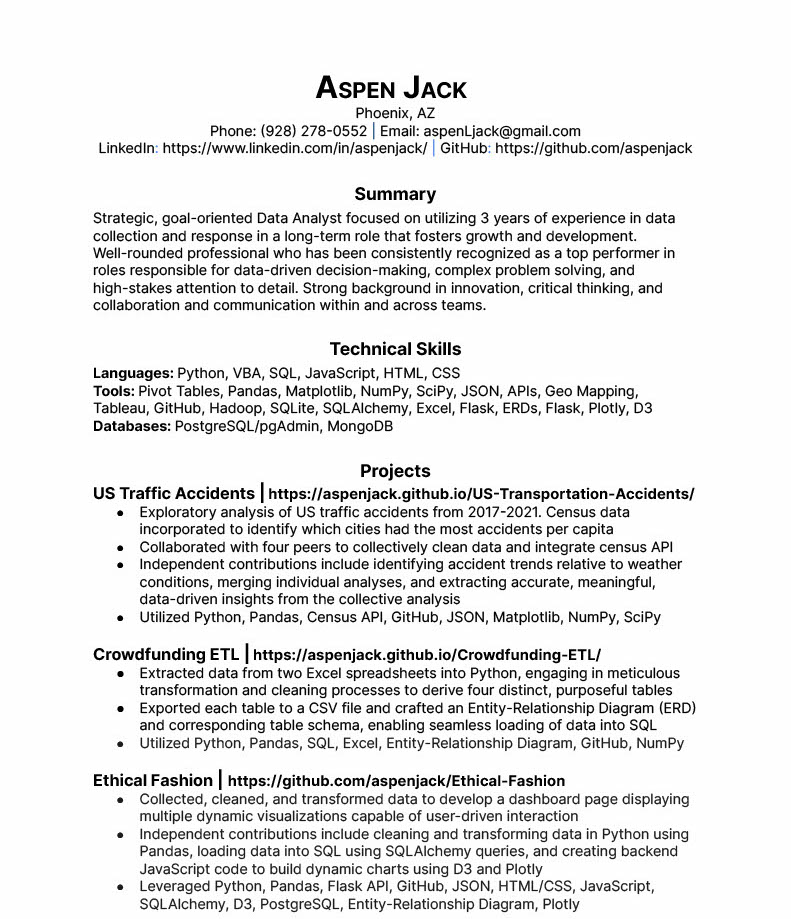 ASPEN JACK
Phoenix, AZ
Phone: (928) 278-0552 | Email: aspenLjack@gmail.com
LinkedIn: https://www.linkedin.com/in/aspenjack/ | GitHub: https://github.com/aspenjack
Summary
Strategic, goal-oriented Data Analyst focused on utilizing 3 years of experience in data
collection and response in a long-term role that fosters growth and development.
Well-rounded professional who has been consistently recognized as a top performer in
roles responsible for data-driven decision-making, complex problem solving, and
high-stakes attention to detail. Strong background in innovation, critical thinking, and
collaboration and communication within and across teams.
Technical Skills
Languages: Python, VBA, SQL, JavaScript, HTML, CSS
Tools: Pivot Tables, Pandas, Matplotlib, NumPy, SciPy, JSON, APIs, Geo Mapping,
Tableau, GitHub, Hadoop, SQLite, SQLAlchemy, Excel, Flask, ERDs, Flask, Plotly, D3
Databases: PostgreSQL/pgAdmin, MongoDB
Projects
US Traffic Accidents | https://aspenjack.github.io/US-Transportation-Accidents/
● Exploratory analysis of US traffic accidents from 2017-2021. Census data
incorporated to identify which cities had the most accidents per capita
● Collaborated with four peers to collectively clean data and integrate census API
● Independent contributions include identifying accident trends relative to weather
conditions, merging individual analyses, and extracting accurate, meaningful,
data-driven insights from the collective analysis
● Utilized Python, Pandas, Census API, GitHub, JSON, Matplotlib, NumPy, SciPy
Crowdfunding ETL | https://aspenjack.github.io/Crowdfunding-ETL/
● Extracted data from two Excel spreadsheets into Python, engaging in meticulous
transformation and cleaning processes to derive four distinct, purposeful tables
● Exported each table to a CSV file and crafted an Entity-Relationship Diagram (ERD)
and corresponding table schema, enabling seamless loading of data into SQL
● Utilized Python, Pandas, SQL, Excel, Entity-Relationship Diagram, GitHub, NumPy
Ethical Fashion | https://github.com/aspenjack/Ethical-Fashion
● Collected, cleaned, and transformed data to develop a dashboard page displaying
multiple dynamic visualizations capable of user-driven interaction
● Independent contributions include cleaning and transforming data in Python using
Pandas, loading data into SQL using SQLAlchemy queries, and creating backend
JavaScript code to build dynamic charts using D3 and Plotly
● Leveraged Python, Pandas, Flask API, GitHub, JSON, HTML/CSS, JavaScript,
SQLAlchemy, D3, PostgreSQL, Entity-Relationship Diagram, Plotly